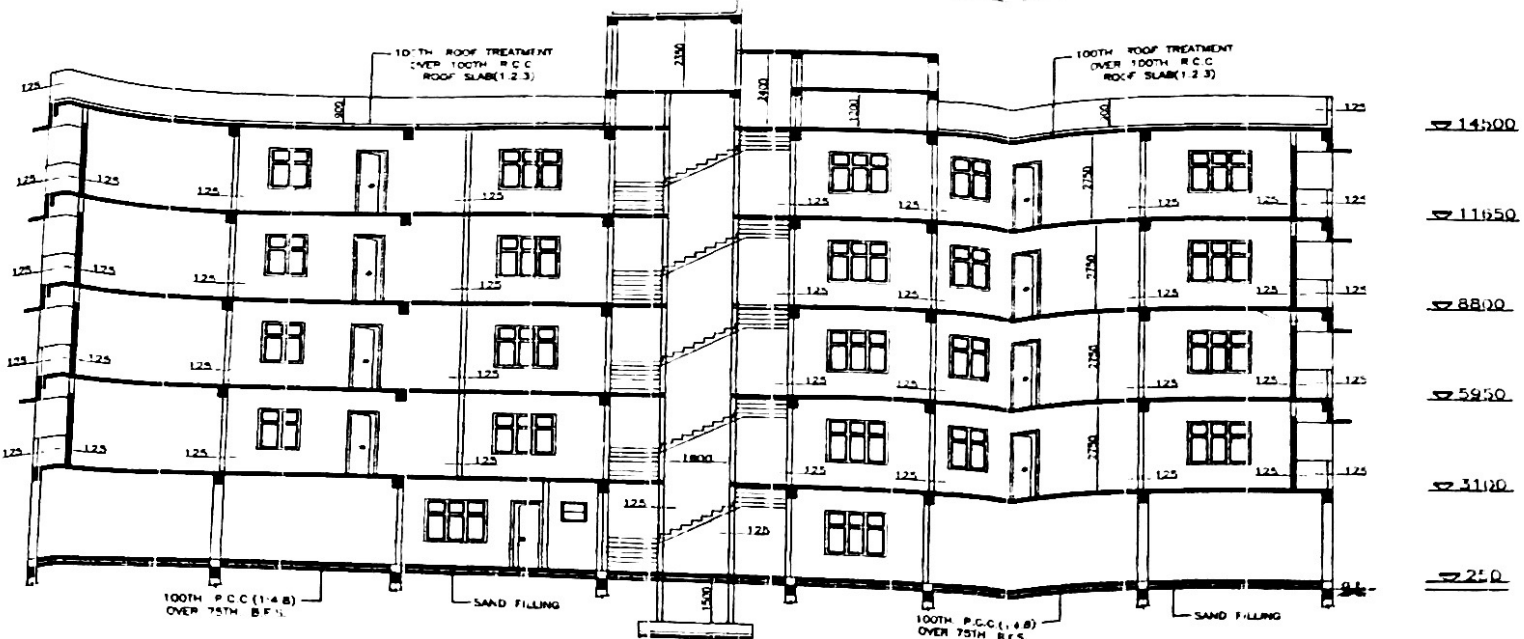 100TH ROOF TREATMENT
OVER 100TH R.C.C
ROOF SLAB(1.2.3)
100TH ROOF TREATMENT
OVER 100TH R.C.C
ROOF SLAB(1.2.3)
2350
2400
1200
900
900
125
125
14500
125 125 125 125 125 125 125 125 125
2750
11650
125 125 125 125 125 125 125 125 125
2750
8800
125 125 125 125 125 125 125 125 125
2750
5950
125 125 125 125 1800 125 125 125 125 125
2750
3100
125
125
250
G.L.
1500
100TH P.C.C(1:4:8)
OVER 75TH B.F.S.
SAND FILLING
100TH P.C.C(1:4:8)
OVER 75TH B.F.S
SAND FILLING